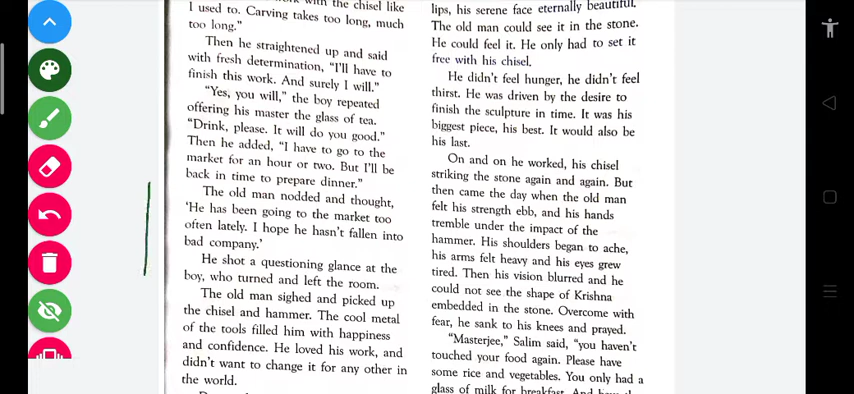 with the chisel like
I used to. Carving takes too long, much
too long."
Then he straightened up and said
with fresh determination, "I'll have to
finish this work. And surely I will."
"Yes, you will," the boy repeated
offering his master the glass of tea.
"Drink, please. It will do you good."
Then he added, "I have to go to the
market for an hour or two. But I'll be
back in time to prepare dinner."
The old man nodded and thought,
'He has been going to the market too
often lately. I hope he hasn't fallen into
bad company.'
He shot a questioning glance at the
boy, who turned and left the room.
The old man sighed and picked up
the chisel and hammer. The cool metal
of the tools filled him with happiness
and confidence. He loved his work, and
didn't want to change it for any other in
the world.
lips, his serene face eternally beautiful.
The old man could see it in the stone.
He could feel it. He only had to set it
free with his chisel.
He didn't feel hunger, he didn't feel
thirst. He was driven by the desire to
finish the sculpture in time. It was his
biggest piece, his best. It would also be
his last.
On and on he worked, his chisel
striking the stone again and again. But
then came the day when the old man
felt his strength ebb, and his hands
tremble under the impact of the
hammer. His shoulders began to ache,
his arms felt heavy and his eyes grew
tired. Then his vision blurred and he
could not see the shape of Krishna
embedded in the stone. Overcome with
fear, he sank to his knees and prayed.
"Masterjee," Salim said, "you haven't
touched your food again. Please have
some rice and vegetables. You only had a
glass of milk for breakfast. And